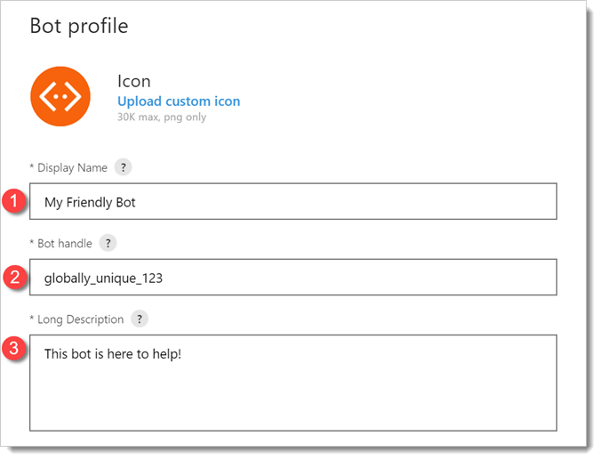 Bot profile
Icon
Upload custom icon
30K max, png only
* Display Name ?
1 My Friendly Bot
* Bot handle ?
2 globally_unique_123
* Long Description ?
3 This bot is here to help!